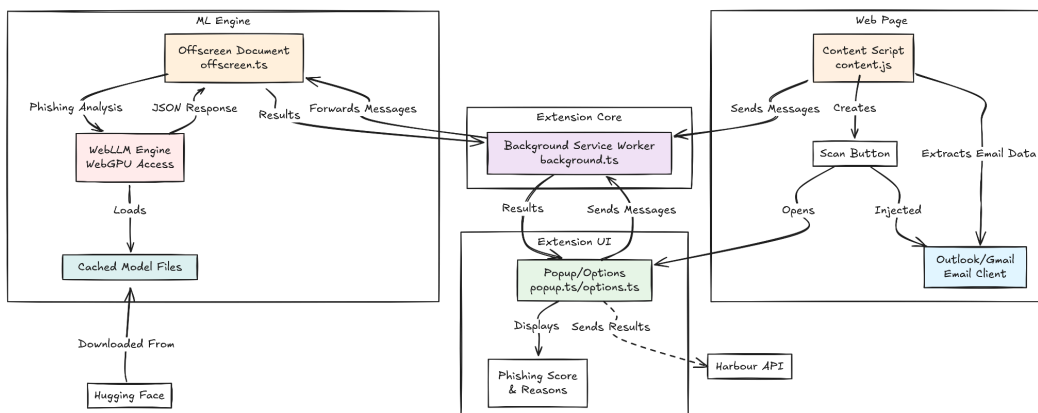 ML Engine
Offscreen Document
offscreen.ts
Phishing Analysis
JSON Response
Results
Forwards Messages
WebLLM Engine
WebGPU Access
Loads
Cached Model Files
Downloaded From
Hugging Face
Extension Core
Background Service Worker
background.ts
Results
Sends Messages
Extension UI
Popup/Options
popup.ts/options.ts
Displays
Sends Results
Phishing Score
& Reasons
Harbour API
Web Page
Content Script
content.js
Sends Messages
Creates
Extracts Email Data
Scan Button
Opens
Injected
Outlook/Gmail
Email Client